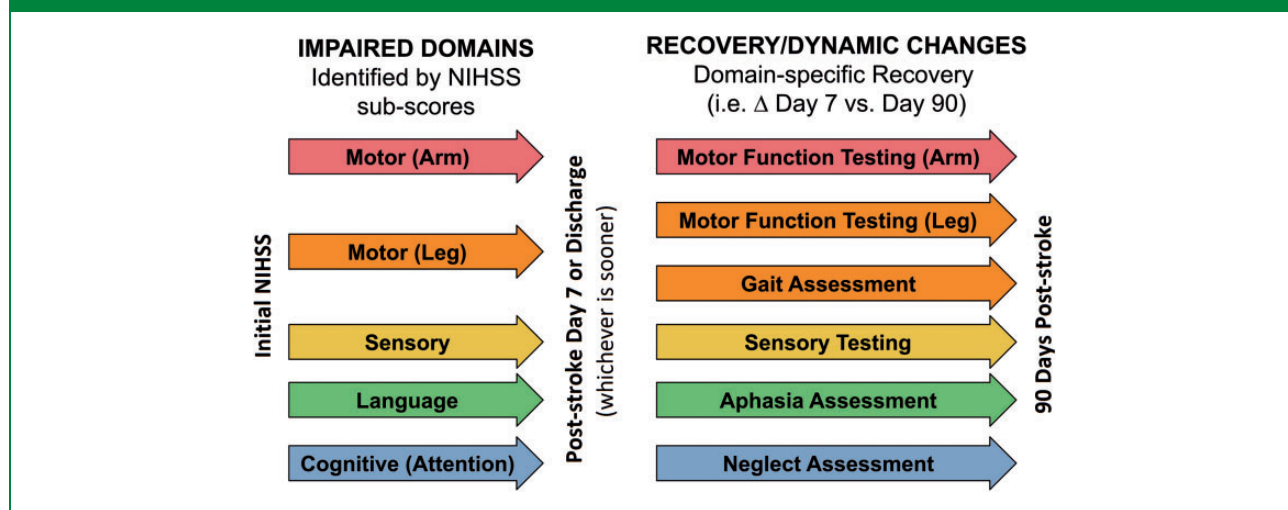 IMPAIRED DOMAINS
Identified by NIHSS
sub-scores
RECOVERY/DYNAMIC CHANGES
Domain-specific Recovery
(i.e. Δ Day 7 vs. Day 90)
Initial NIHSS
Motor (Arm)
Motor (Leg)
Sensory
Language
Cognitive (Attention)
Post-stroke Day 7 or Discharge
(whichever is sooner)
Motor Function Testing (Arm)
Motor Function Testing (Leg)
Gait Assessment
Sensory Testing
Aphasia Assessment
Neglect Assessment
90 Days Post-stroke